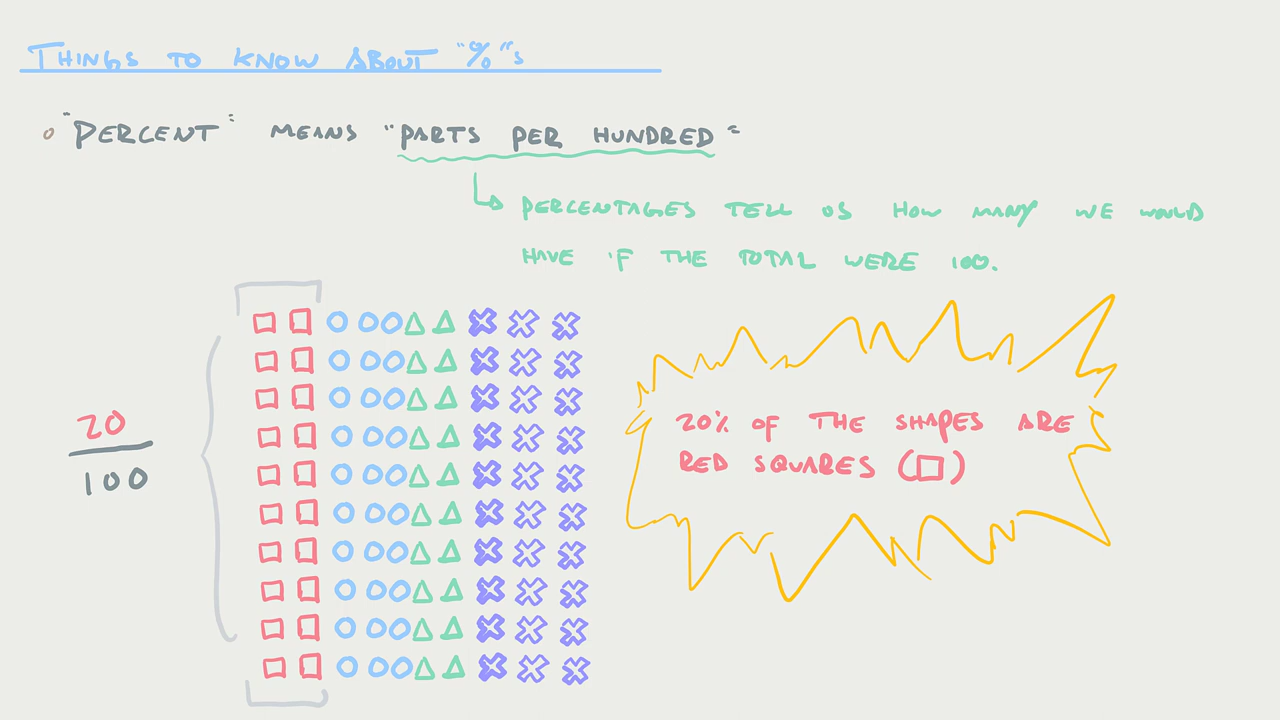 THINGS TO KNOW ABOUT "%"s
"PERCENT" MEANS "PARTS PER HUNDRED"
PERCENTAGES TELL US HOW MANY WE WOULD
HAVE IF THE TOTAL WERE 100.
20
100
20% OF THE SHAPES ARE
RED SQUARES (□)